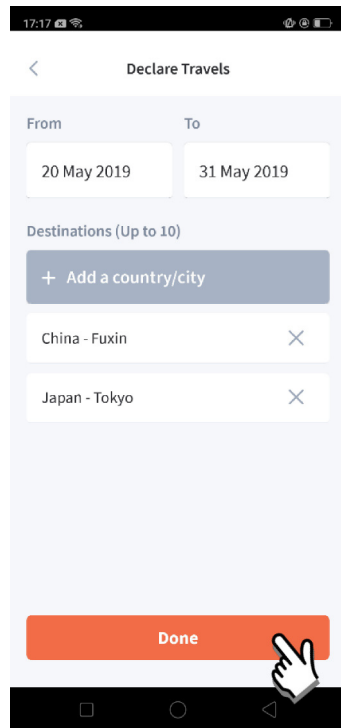 17:17
Declare Travels
From To
20 May 2019 31 May 2019
Destinations (Up to 10)
+ Add a country/city
China - Fuxin
Japan - Tokyo
Done